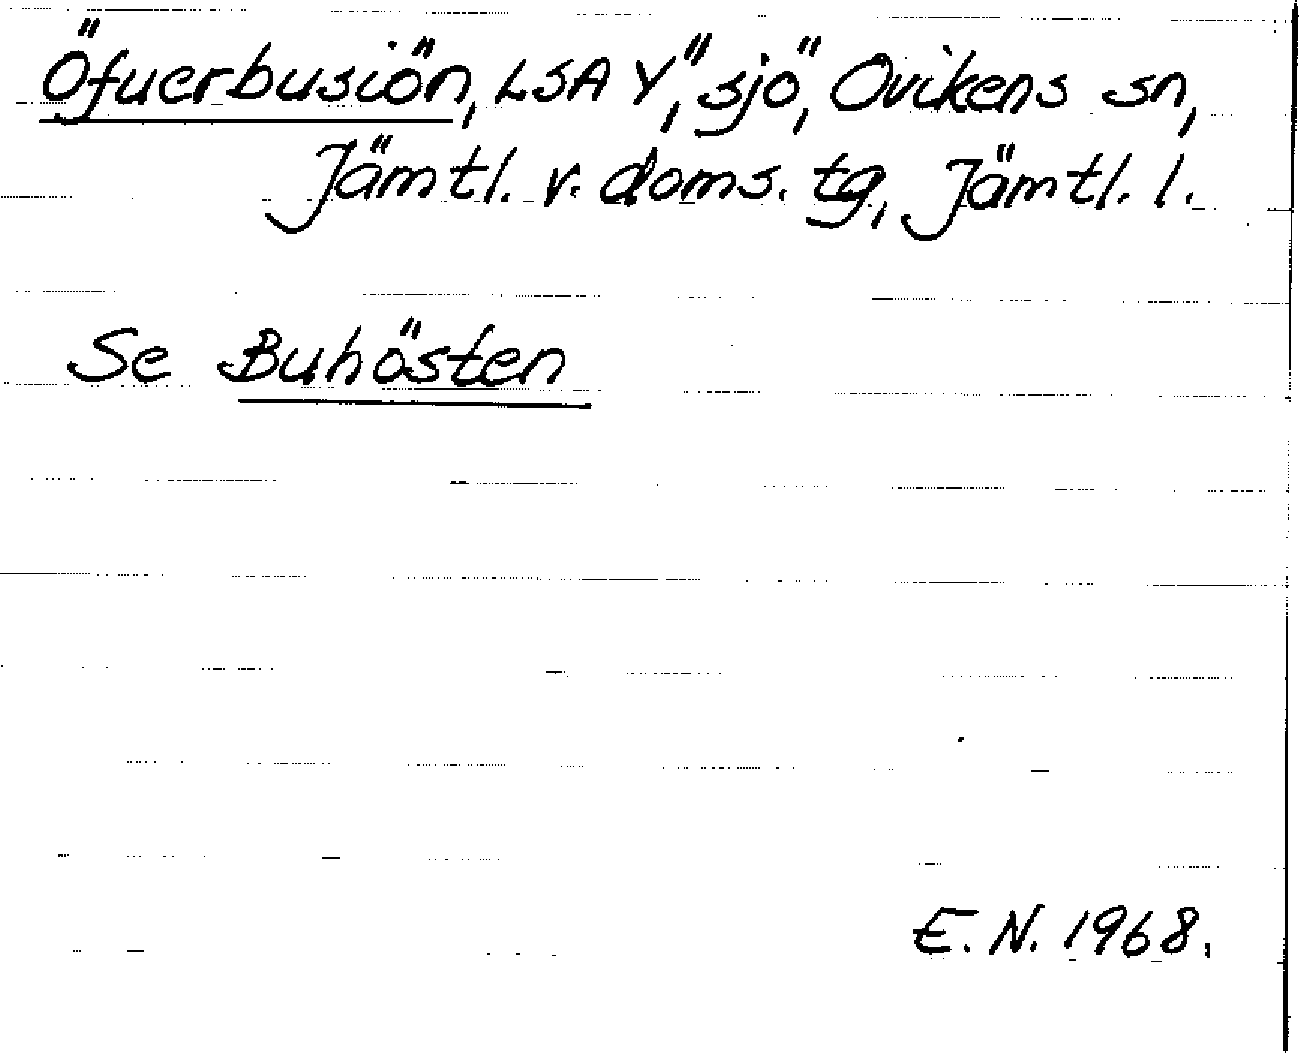 Öfuerbusiön, LSA Y, "sjö", Ovikens sn,
Jämtl. v. doms. tg, Jämtl. l.
Se Buhösten
E. N. 1968.